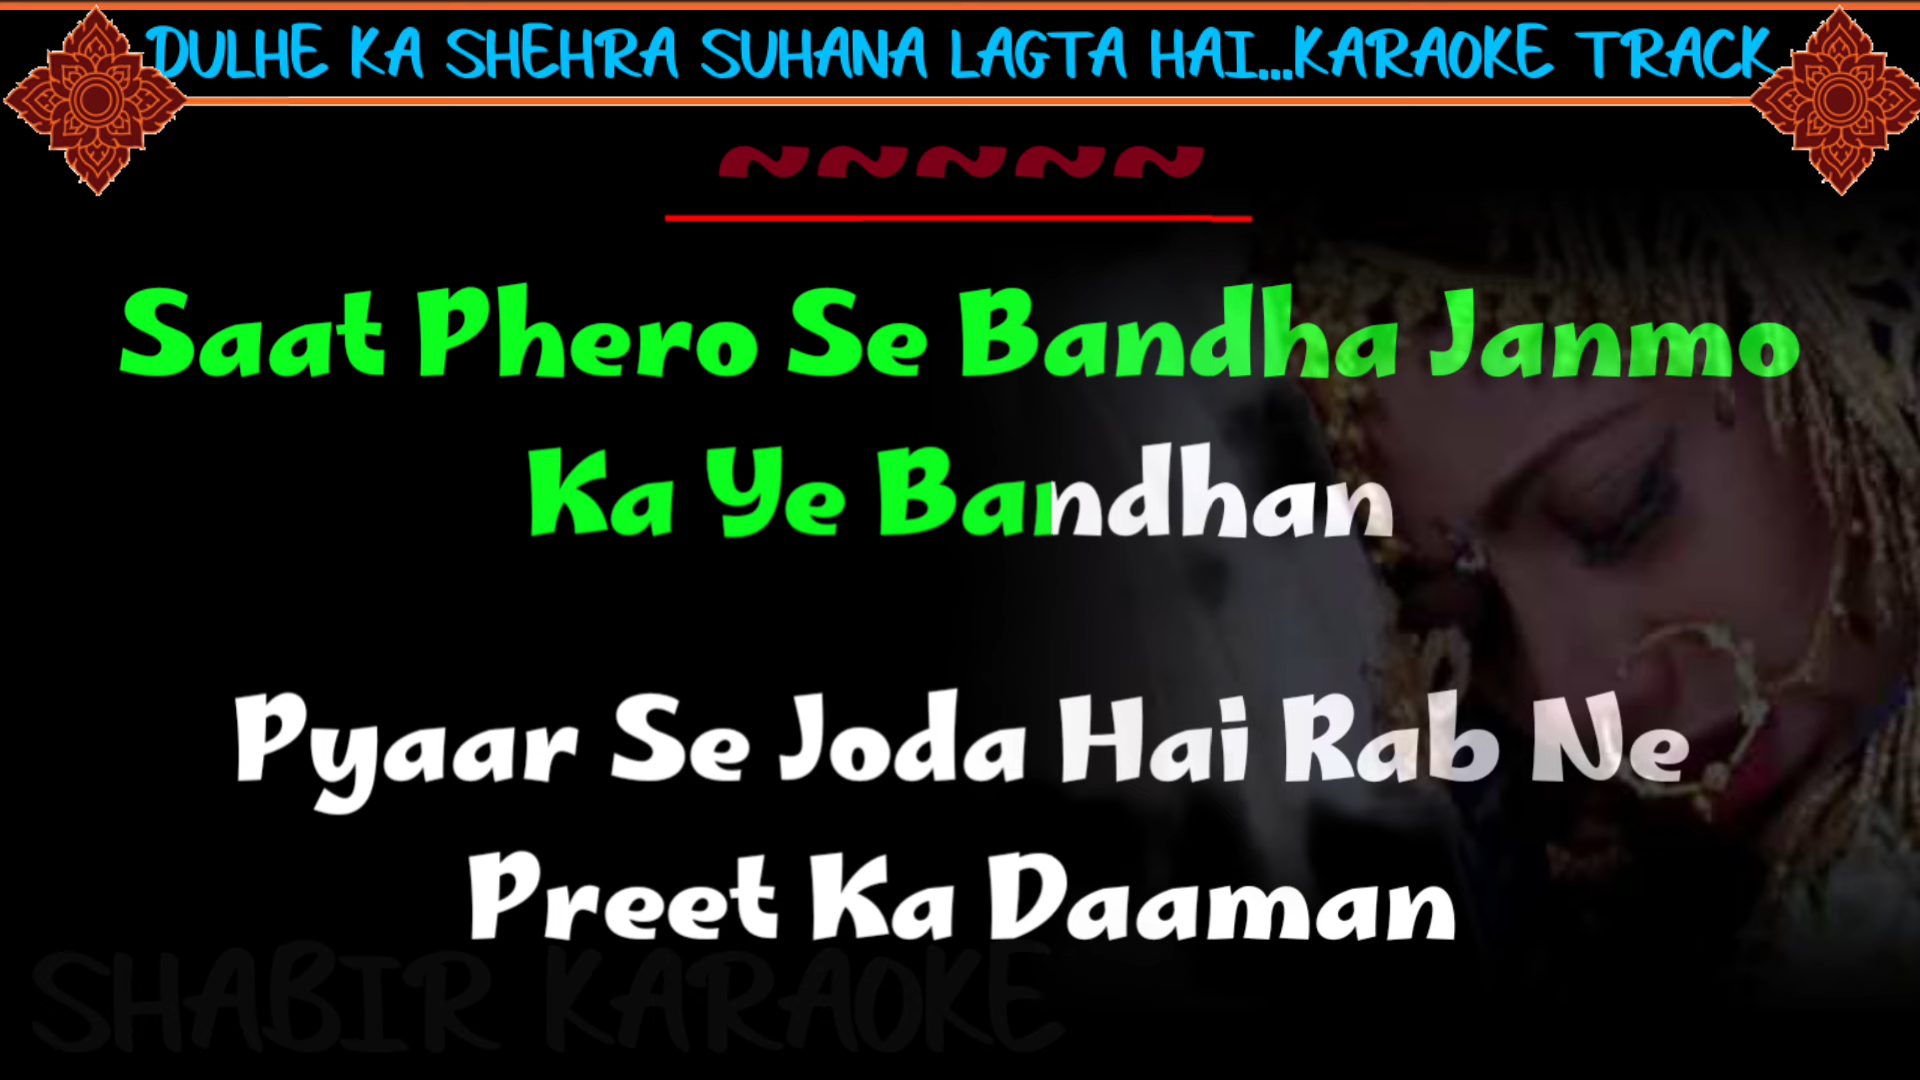 DULHE KA SHEHRA SUHANA LAGTA HAI...KARAOKE TRACK
~~~~~
Saat Phero Se Bandha Janmo
Ka Ye Bandhan
Pyaar Se Joda Hai Rab Ne
Preet Ka Daaman
SHABIR KARAOKE